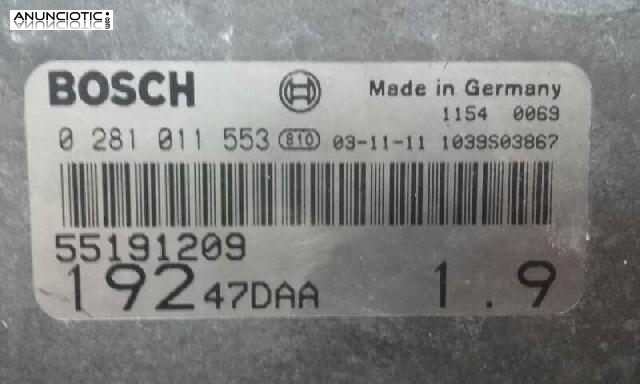 ANUNCIOTIC.com
BOSCH
Made in Germany
1154 0069
0 281 011 553 810 03-11-11 1039S03867
55191209
192 47DAA 1.9